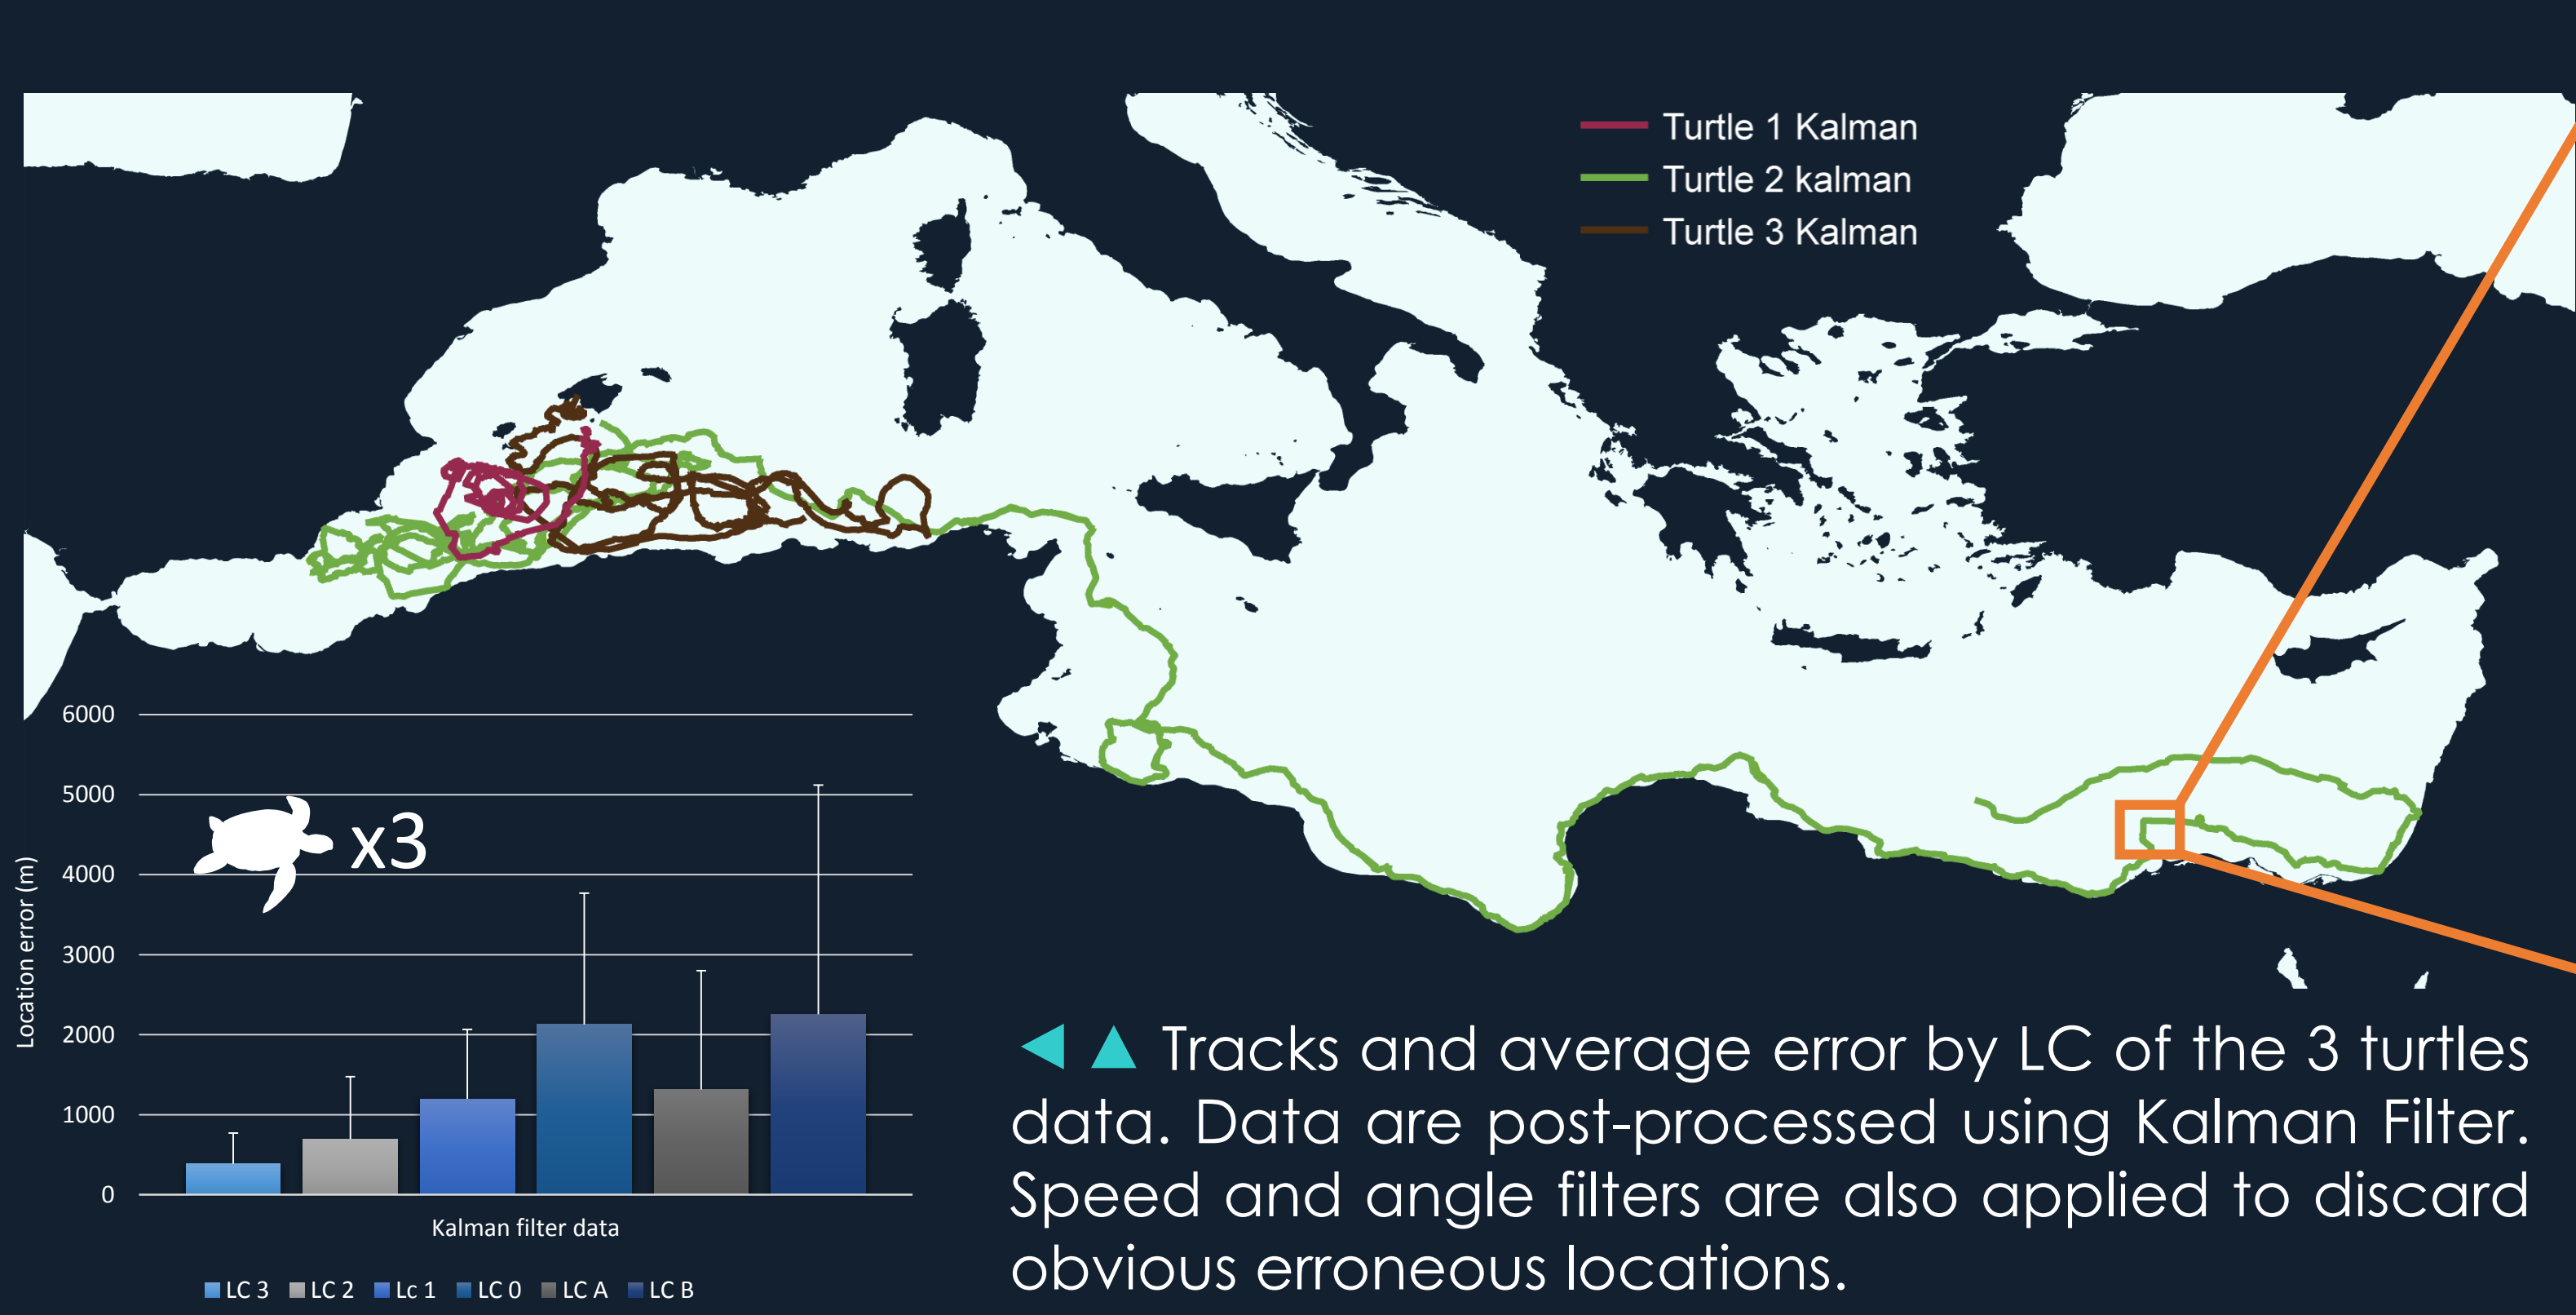 Turtle 1 Kalman
Turtle 2 kalman
Turtle 3 Kalman
6000
5000
4000
3000
2000
1000
0
Location error (m)
x3
Kalman filter data
LC 3 LC 2 Lc 1 LC 0 LC A LC B
Tracks and average error by LC of the 3 turtles
data. Data are post-processed using Kalman Filter.
Speed and angle filters are also applied to discard
obvious erroneous locations.